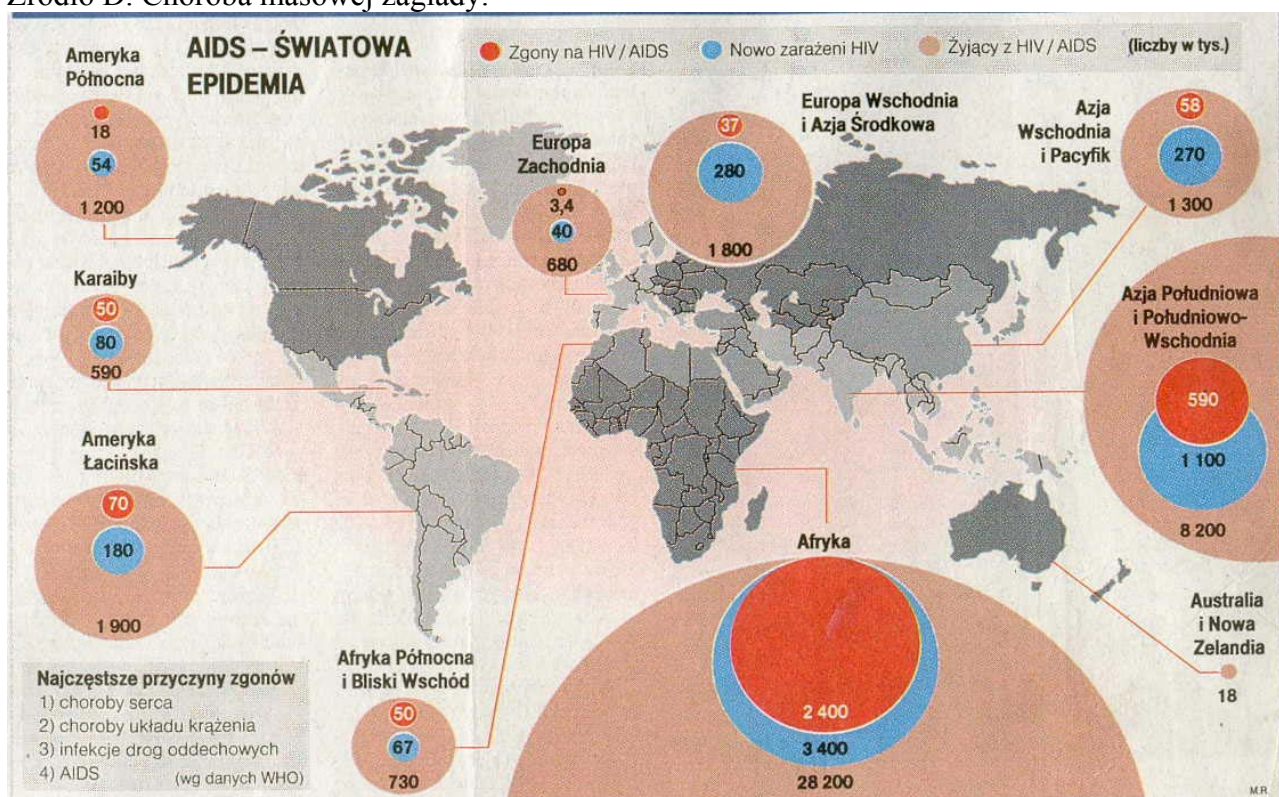 Źródło D. Choroba masowej zagłady.
AIDS – ŚWIATOWA
EPIDEMIA
Zgony na HIV / AIDS
Nowo zarażeni HIV
Żyjący z HIV / AIDS
(liczby w tys.)
Ameryka
Północna
18
54
1 200
Europa
Zachodnia
3,4
40
680
Europa Wschodnia
i Azja Środkowa
37
280
1 800
Azja
Wschodnia
i Pacyfik
58
270
1 300
Karaiby
50
80
590
Azja Południowa
i Południowo-
Wschodnia
590
1 100
8 200
Ameryka
Łacińska
70
180
1 900
Afryka
2 400
3 400
28 200
Australia
i Nowa
Zelandia
18
Afryka Północna
i Bliski Wschód
50
67
730
Najczęstsze przyczyny zgonów
1) choroby serca
2) choroby układu krążenia
3) infekcje drog oddechowych
4) AIDS (wg danych WHO)
M.R.